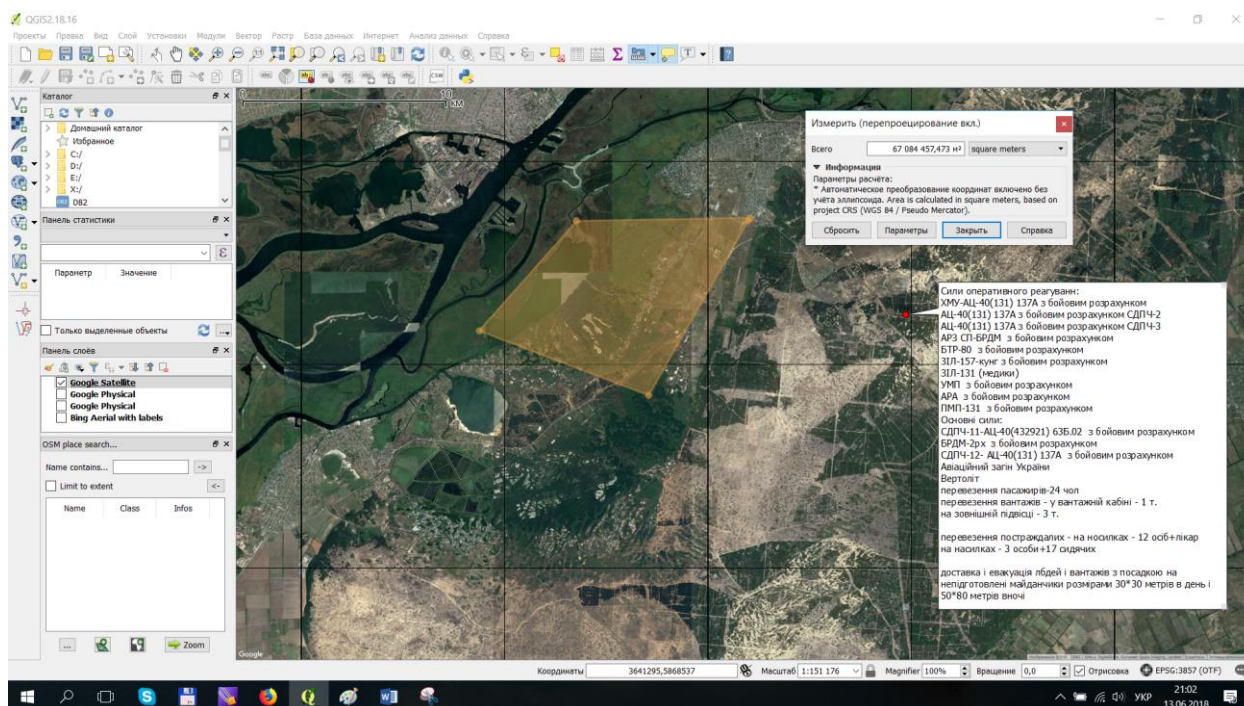 QGIS2.18.16
Проекты Правка Вид Слой Установки Модули Вектор Растр База данных Интернет Анализ данных Справка
Каталог
Домашний каталог
Избранное
C:/
D:/
E:/
X:/
DB2
Панель статистики
Параметр Значение
Только выделенные объекты
Панель слоёв
Google Satellite
Google Physical
Google Physical
Bing Aerial with labels
OSM place search...
Name contains...
->
Limit to extent
<-
Name Class Infos
...
Zoom
0 10
КМ
Измерить (перепроецирование вкл.)
Всего 67 084 457,473 м² square meters
Информация
Параметры расчёта:
* Автоматическое преобразование координат включено без
учёта эллипсоида. Area is calculated in square meters, based on
project CRS (WGS 84 / Pseudo Mercator).
Сбросить Параметры Закрыть Справка
Сили оперативного реагуванн:
ХМУ-АЦ-40(131) 137А з бойовим розрахунком
АЦ-40(131) 137А з бойовим розрахунком СДПЧ-2
АЦ-40(131) 137А з бойовим розрахунком СДПЧ-3
АРЗ СП-БРДМ з бойовим розрахунком
БТР-80 з бойовим розрахунком
ЗІЛ-157-кунг з бойовим розрахунком
ЗІЛ-131 (медики)
УМП з бойовим розрахунком
АРА з бойовим розрахунком
ПМП-131 з бойовим розрахунком
Основні сили:
СДПЧ-11-АЦ-40(432921) 63Б.02 з бойовим розрахунком
БРДМ-2рх з бойовим розрахунком
СДПЧ-12- АЦ-40(131) 137А з бойовим розрахунком
Авіаційний загін України
Вертоліт
перевезення пасажирів-24 чол
перевезення вантажів - у вантажній кабіні - 1 т.
на зовнішній підвісці - 3 т.
перевезення постраждалих - на носилках - 12 осіб+лікар
на насилках - 3 особи+17 сидячих
доставка і евакуація лбдей і вантажів з посадкою на
непідготовлені майданчики розмірами 30*30 метрів в день і
50*80 метрів вночі
Google
Координаты 3641295,5868537 Масштаб 1:151 176 Magnifier 100% Вращение 0,0 Отрисовка EPSG:3857 (OTF)
УКР
21:02
13.06.2018